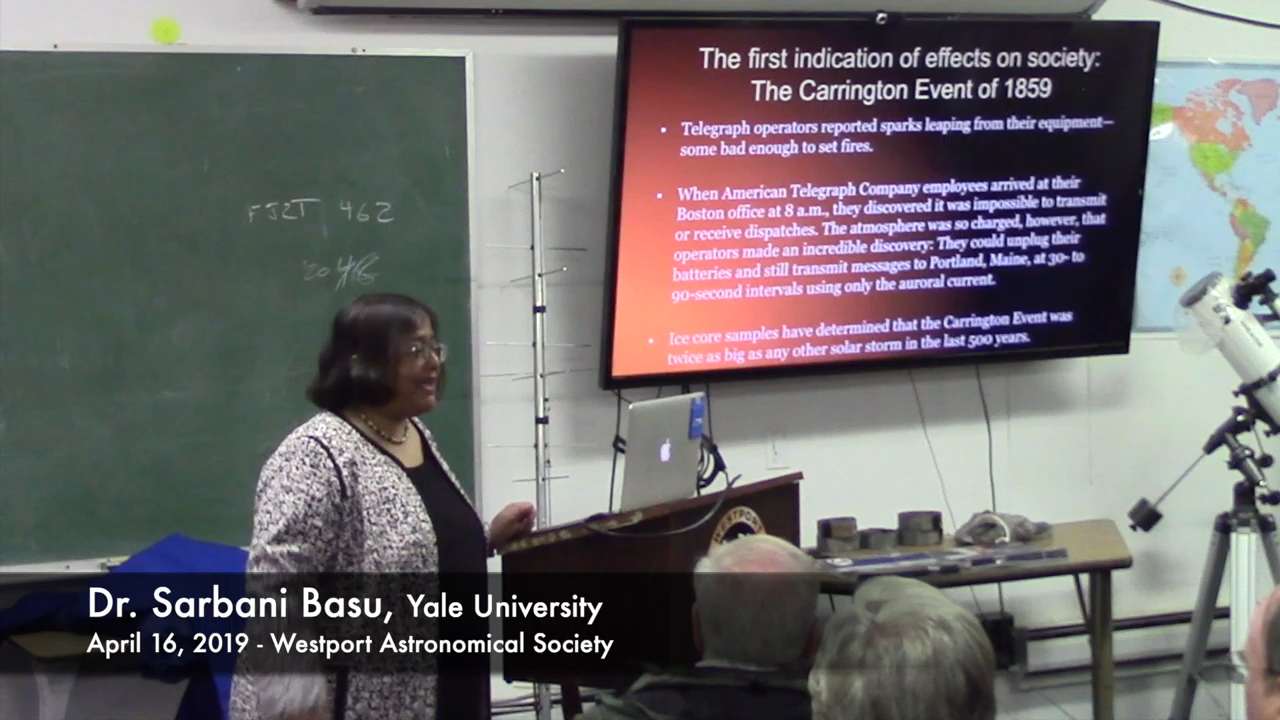 The first indication of effects on society:
The Carrington Event of 1859
• Telegraph operators reported sparks leaping from their equipment—
some bad enough to set fires.
• When American Telegraph Company employees arrived at their
Boston office at 8 a.m., they discovered it was impossible to transmit
or receive dispatches. The atmosphere was so charged, however, that
operators made an incredible discovery: They could unplug their
batteries and still transmit messages to Portland, Maine, at 30- to
90-second intervals using only the auroral current.
• Ice core samples have determined that the Carrington Event was
twice as big as any other solar storm in the last 500 years.
462
WESTPORT
Dr. Sarbani Basu, Yale University
April 16, 2019 - Westport Astronomical Society